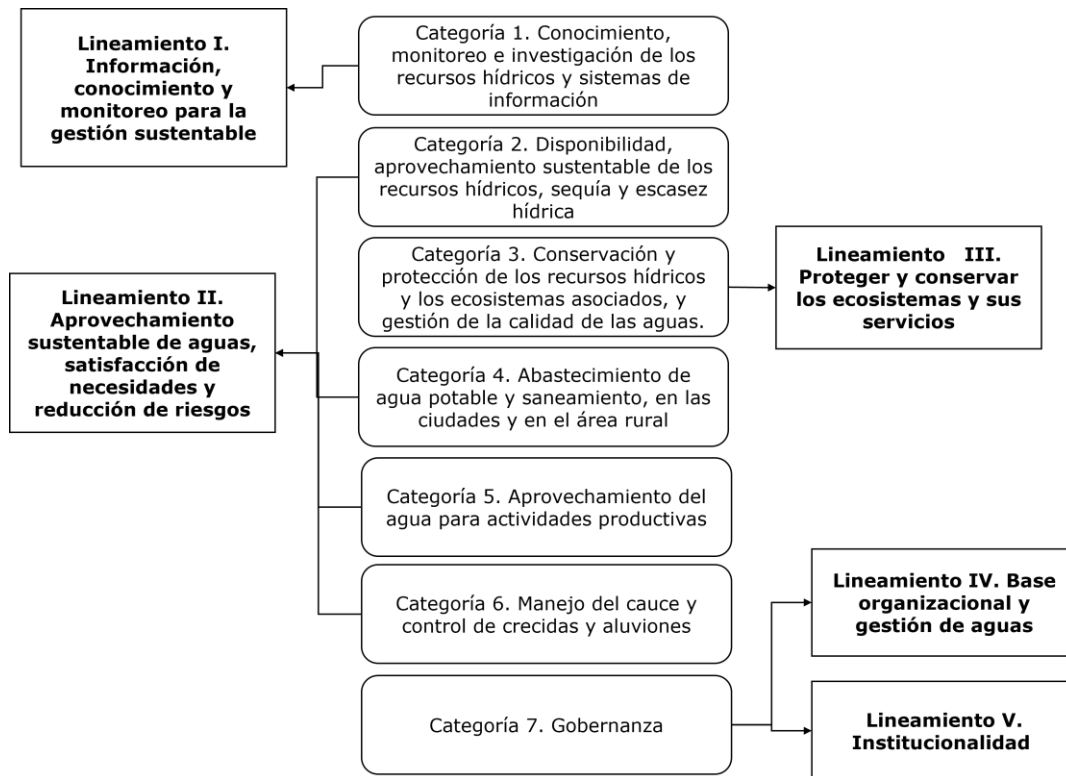 Lineamiento I.
Información,
conocimiento y
monitoreo para la
gestión sustentable
Categoría 1. Conocimiento,
monitoreo e investigación de los
recursos hídricos y sistemas de
información
Categoría 2. Disponibilidad,
aprovechamiento sustentable de los
recursos hídricos, sequía y escasez
hídrica
Categoría 3. Conservación y
protección de los recursos hídricos
y los ecosistemas asociados, y
gestión de la calidad de las aguas.
Lineamiento III.
Proteger y conservar
los ecosistemas y sus
servicios
Lineamiento II.
Aprovechamiento
sustentable de aguas,
satisfacción de
necesidades y
reducción de riesgos
Categoría 4. Abastecimiento de
agua potable y saneamiento, en las
ciudades y en el área rural
Categoría 5. Aprovechamiento del
agua para actividades productivas
Categoría 6. Manejo del cauce y
control de crecidas y aluviones
Lineamiento IV. Base
organizacional y
gestión de aguas
Categoría 7. Gobernanza
Lineamiento V.
Institucionalidad